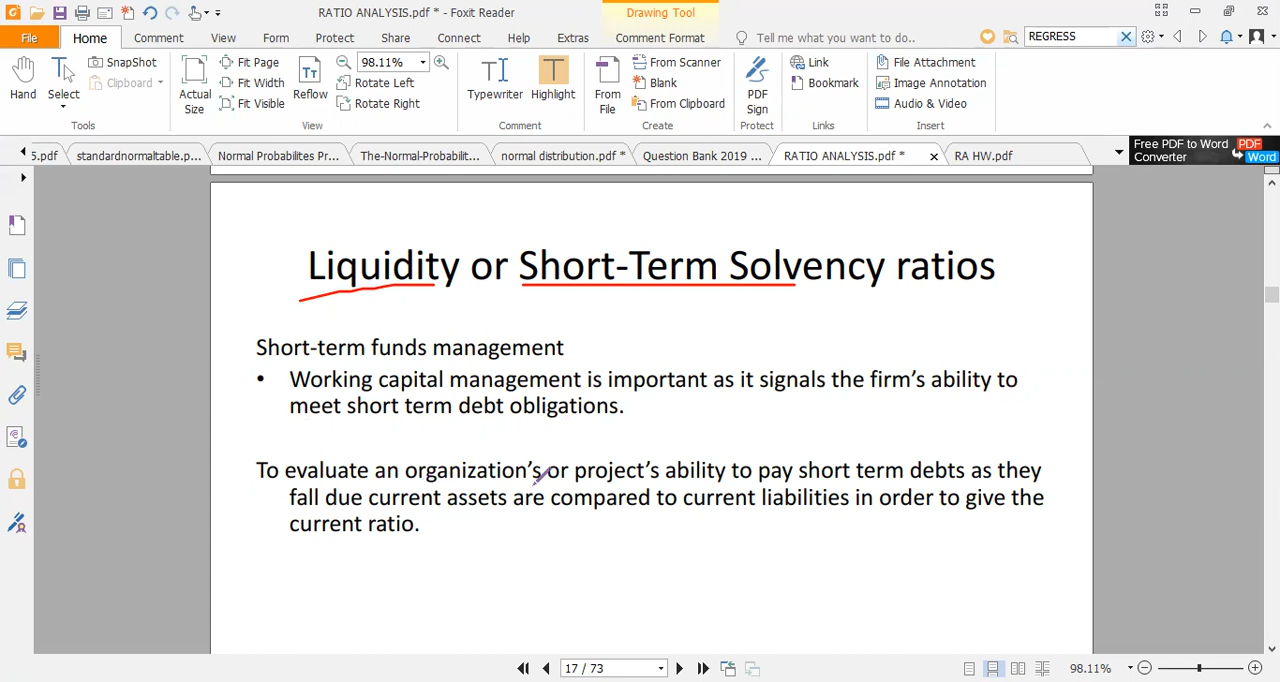 RATIO ANALYSIS.pdf * - Foxit Reader
Drawing Tool
File Home Comment View Form Protect Share Connect Help Extras Comment Format Tell me what you want to do.. REGRESS
Hand
Select
SnapShot
Clipboard
Tools
Actual Size
Fit Page
Fit Width
Fit Visible
Reflow
98.11%
Rotate Left
Rotate Right
View
Typewriter
Highlight
Comment
From File
From Scanner
Blank
From Clipboard
Create
PDF Sign
Protect
Link
Bookmark
Links
File Attachment
Image Annotation
Audio & Video
Insert
5.pdf standardnormaltable.p... Normal Probabilites Pr... The-Normal-Probabilit... normal distribution.pdf * Question Bank 2019 ... RATIO ANALYSIS.pdf * RA HW.pdf
Free PDF to Word PDF
Converter Word
Liquidity or Short-Term Solvency ratios
Short-term funds management
• Working capital management is important as it signals the firm’s ability to
meet short term debt obligations.
To evaluate an organization’s or project’s ability to pay short term debts as they
fall due current assets are compared to current liabilities in order to give the
current ratio.
17 / 73
98.11%